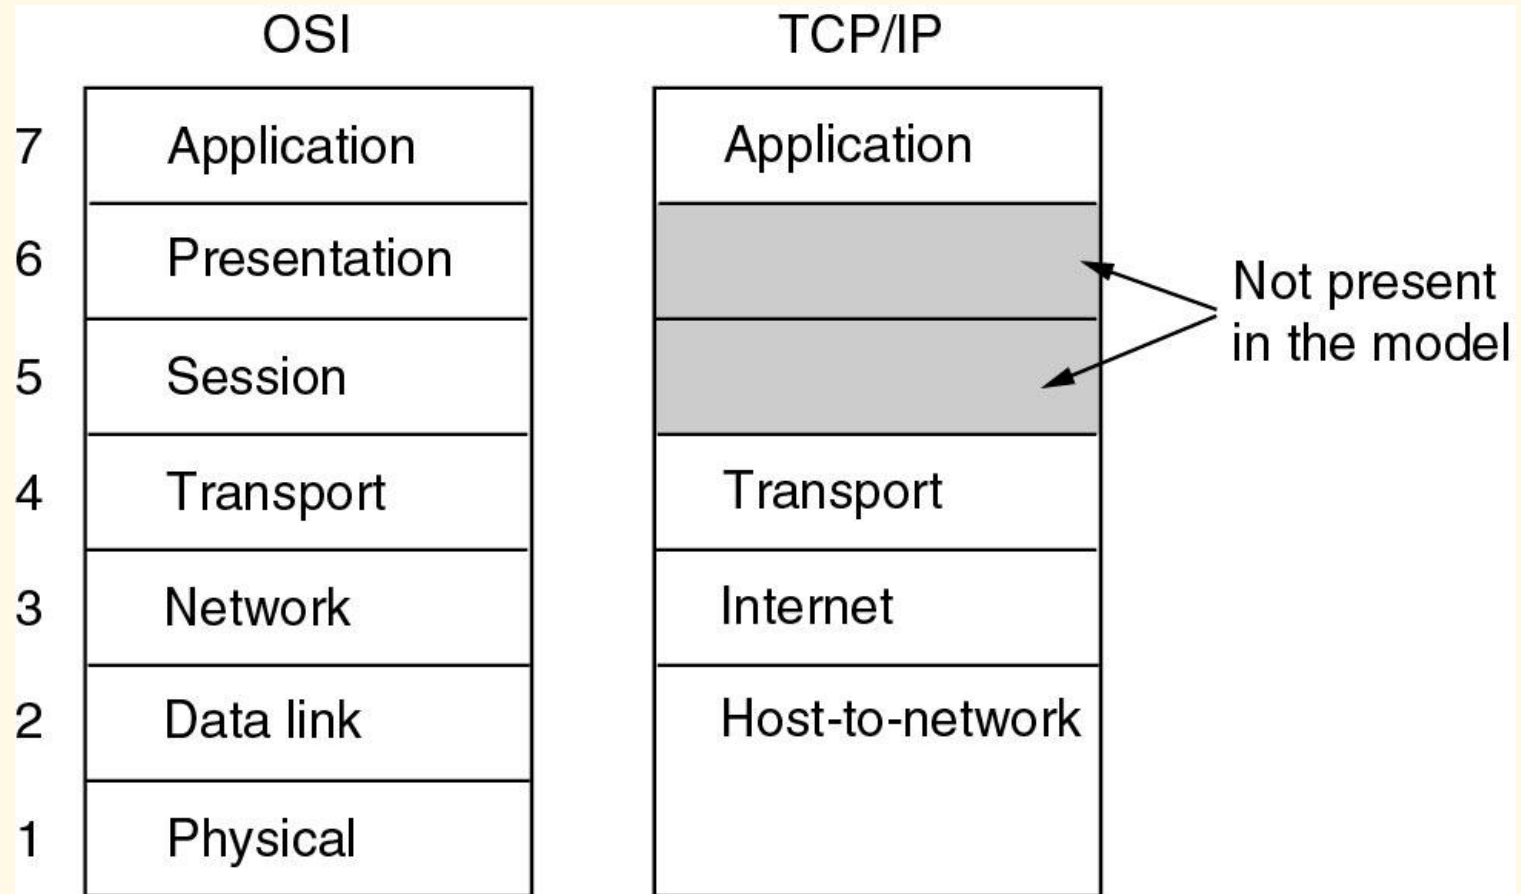 OSI
TCP/IP
7
Application
Application
6
Presentation
Not present
in the model
5
Session
4
Transport
Transport
3
Network
Internet
2
Data link
Host-to-network
1
Physical